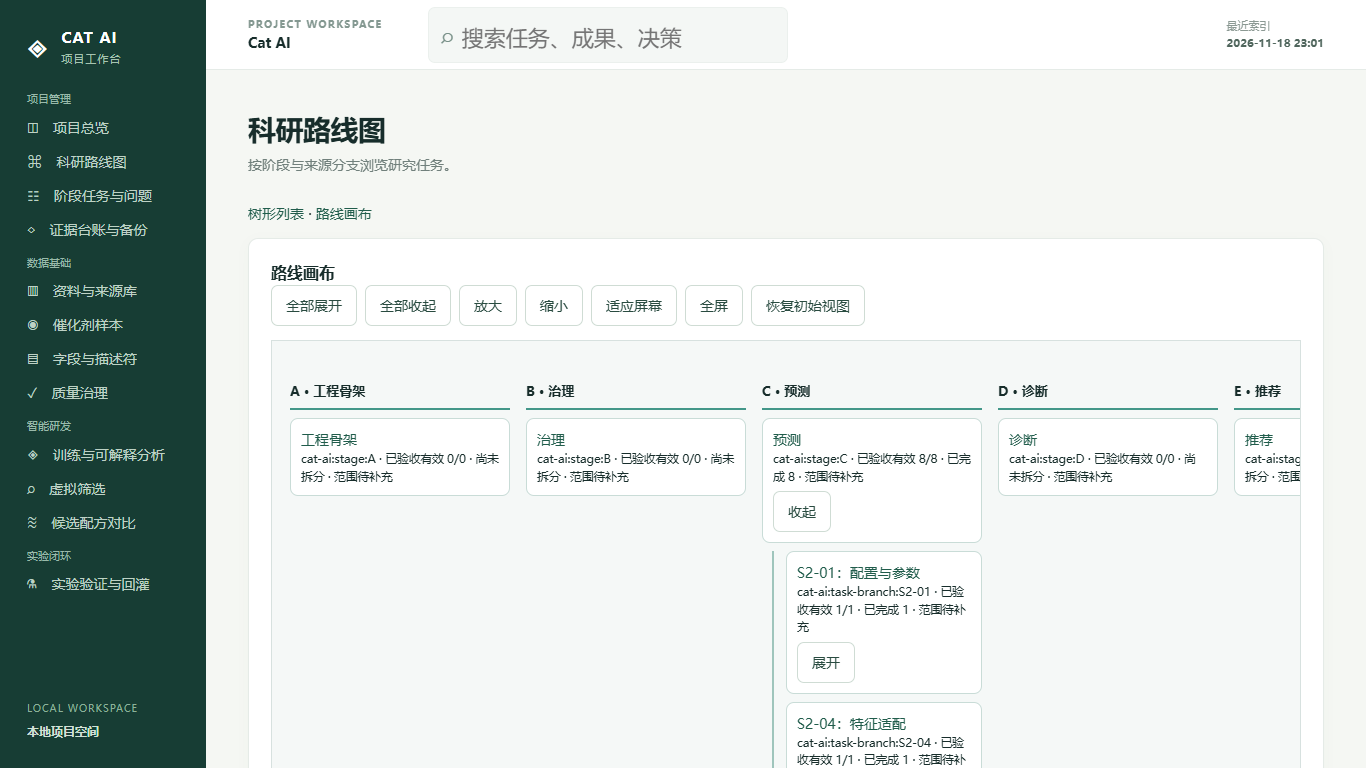 CAT AI
项目工作台
项目管理
项目总览
科研路线图
阶段任务与问题
证据台账与备份
数据基础
资料与来源库
催化剂样本
字段与描述符
质量治理
智能研发
训练与可解释分析
虚拟筛选
候选配方对比
实验闭环
实验验证与回灌
LOCAL WORKSPACE
本地项目空间
PROJECT WORKSPACE
Cat AI
搜索任务、成果、决策
最近索引
2026-11-18 23:01
科研路线图
按阶段与来源分支浏览研究任务。
树形列表 · 路线画布
路线画布
全部展开
全部收起
放大
缩小
适应屏幕
全屏
恢复初始视图
A · 工程骨架
工程骨架
cat-ai:stage:A · 已验收有效 0/0 · 尚未
拆分 · 范围待补充
B · 治理
治理
cat-ai:stage:B · 已验收有效 0/0 · 尚未
拆分 · 范围待补充
C · 预测
预测
cat-ai:stage:C · 已验收有效 8/8 · 已完
成 8 · 范围待补充
收起
S2-01：配置与参数
cat-ai:task-branch:S2-01 · 已验
收有效 1/1 · 已完成 1 · 范围待补
充
展开
S2-04：特征适配
cat-ai:task-branch:S2-04 · 已验
收有效 1/1 · 已完成 1 · 范围待补
D · 诊断
诊断
cat-ai:stage:D · 已验收有效 0/0 · 尚
未拆分 · 范围待补充
E · 推荐
推荐
cat-ai:stag
拆分 · 范围